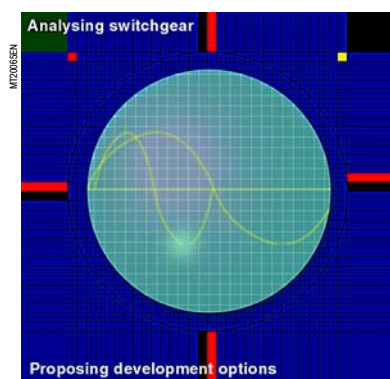 Analysing switchgear
MT20065EN
Proposing development options